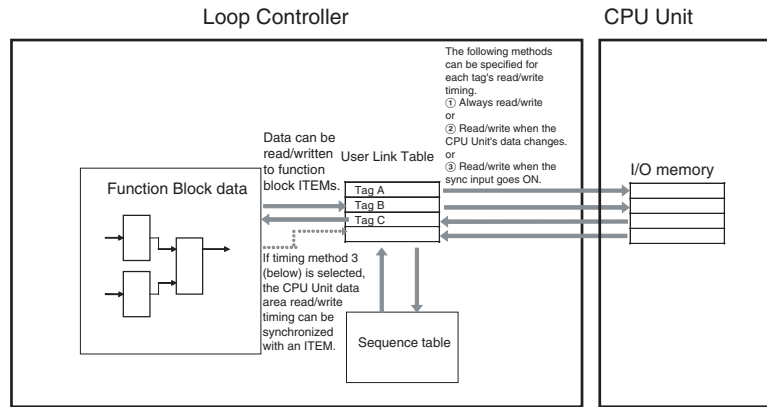 Loop Controller
CPU Unit
The following methods
can be specified for
each tag's read/write
timing.
① Always read/write
or
② Read/write when the
CPU Unit's data changes.
or
③ Read/write when the
sync input goes ON.
Data can be
read/written
to function
block ITEMs.
User Link Table
I/O memory
Function Block data
Tag A
Tag B
Tag C
If timing method 3
(below) is selected,
the CPU Unit data
area read/write
timing can be
synchronized
with an ITEM.
Sequence table